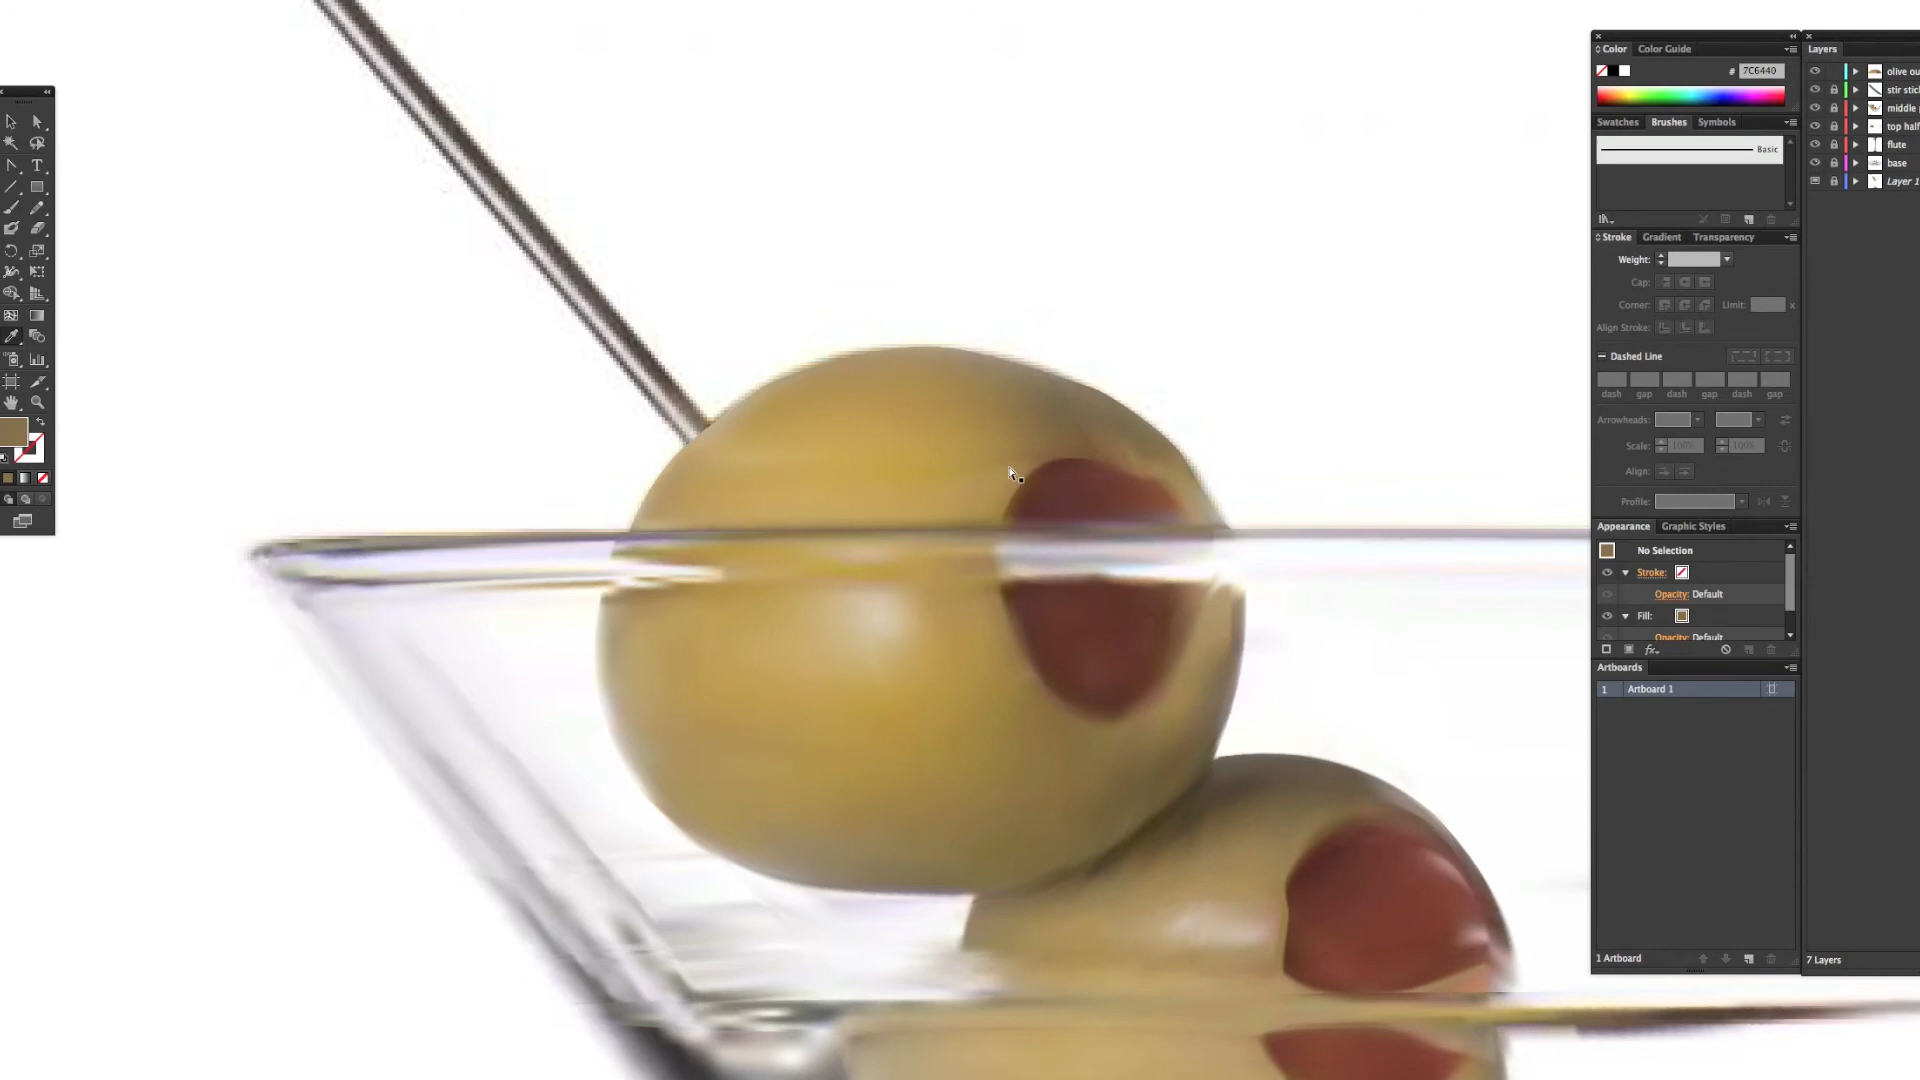 Color Color Guide
# 7C6440
Swatches Brushes Symbols
Basic
Stroke Gradient Transparency
Weight:
Cap:
Corner: Limit: x
Align Stroke:
Dashed Line
dash gap dash gap dash gap
Arrowheads:
Scale: 100% 100%
Align:
Profile:
Appearance Graphic Styles
No Selection
Stroke:
Opacity: Default
Fill:
Opacity: Default
fx
Artboards
1 Artboard 1
1 Artboard
Layers
olive ou
stir stic
middle
top half
flute
base
Layer 1
7 Layers
T